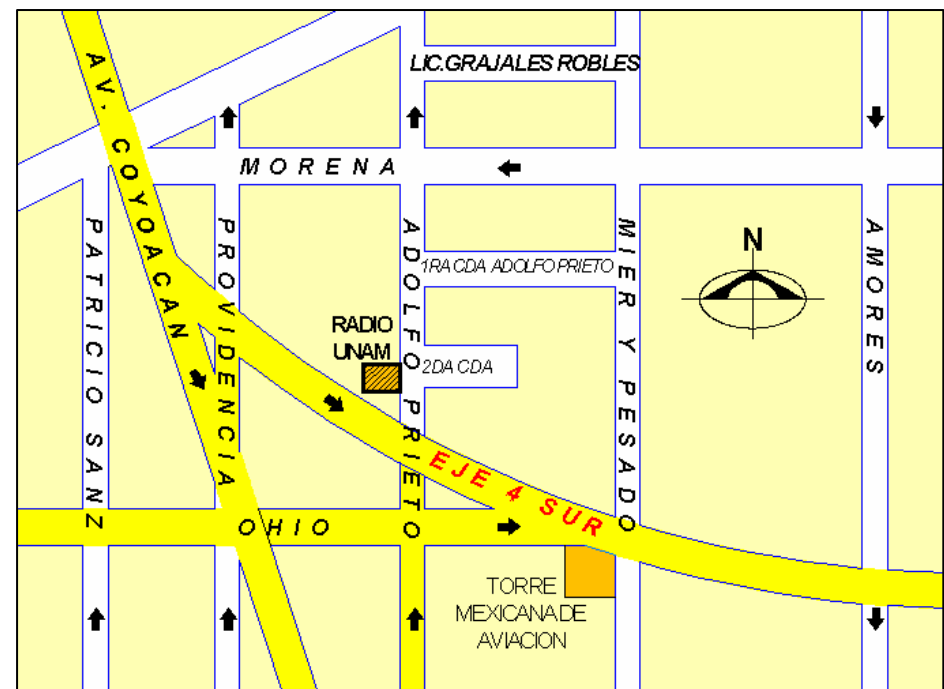 LIC.GRAJALES ROBLES
AV. COYOACAN
MORENA
PATRICIO SANZ
PROVIDENCIA
ADOLFO PRIETO
MIER Y PESADO
AMORES
N
1RA CDA ADOLFO PRIETO
RADIO
UNAM
2DA CDA
EJE 4 SUR
OHIO
TORRE
MEXICANA DE
AVIACION